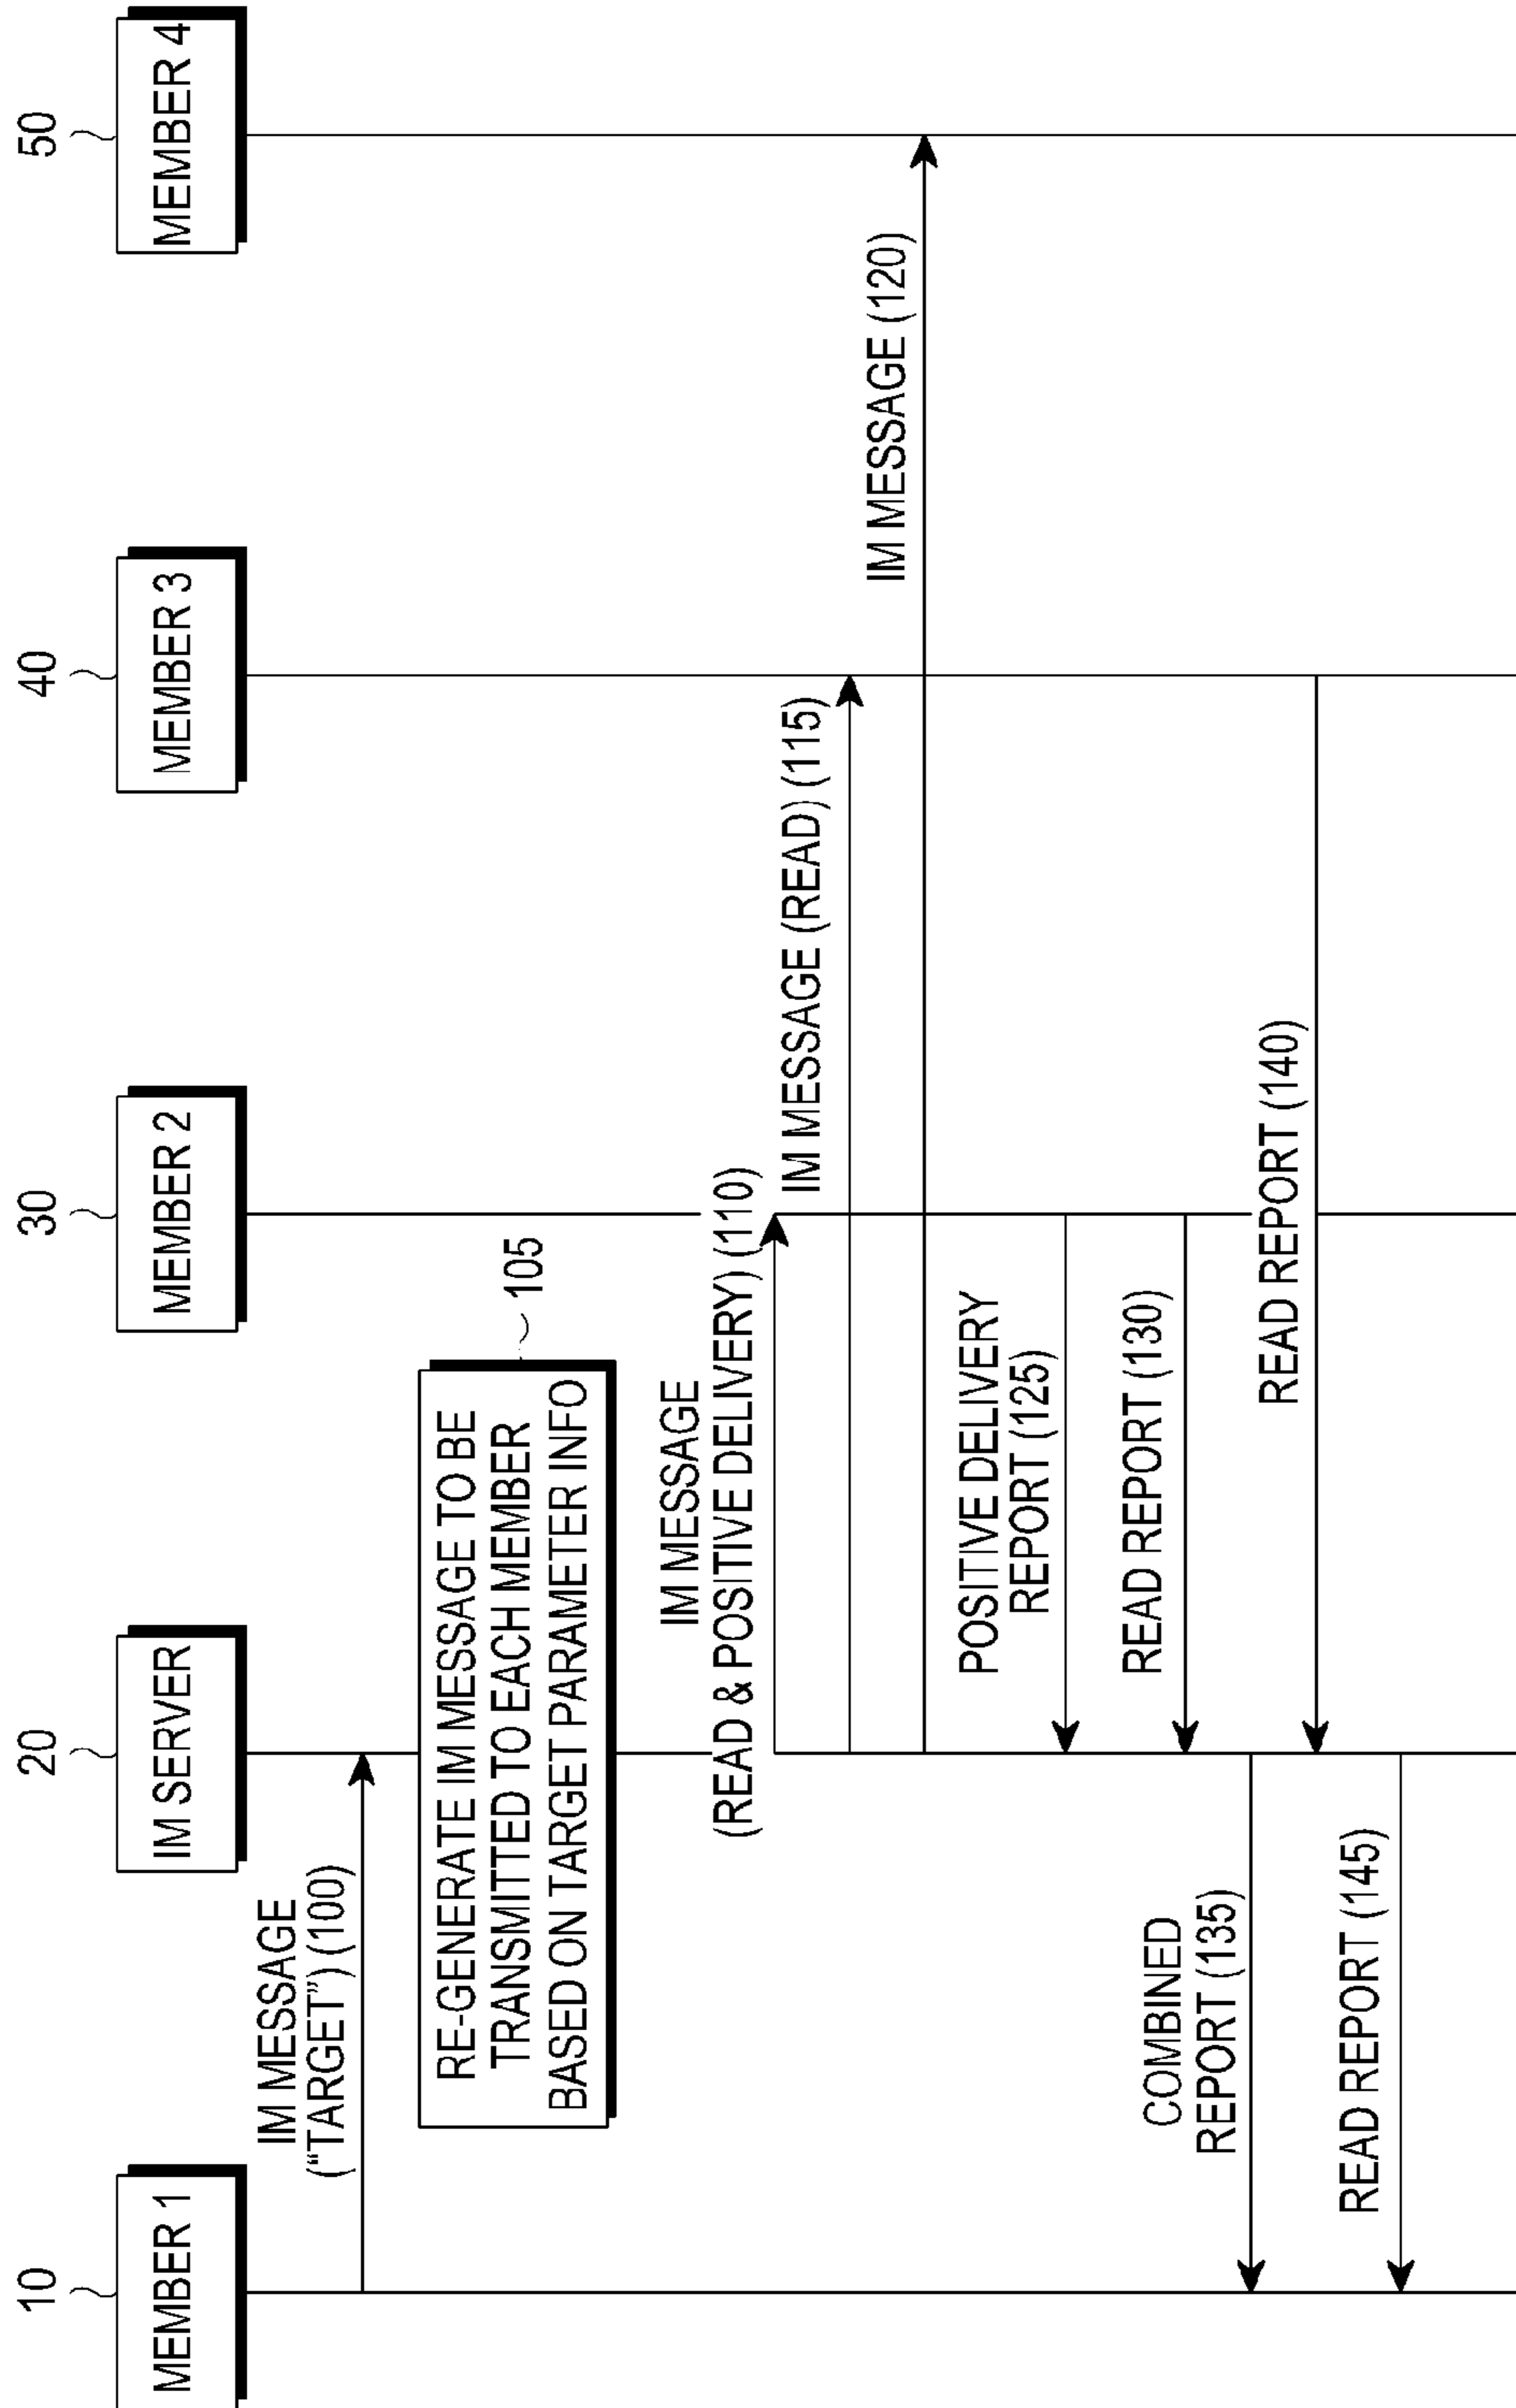 10
20
30
40
50
MEMBER 1
IM SERVER
MEMBER 2
MEMBER 3
MEMBER 4
IM MESSAGE
("TARGET") (100)
RE-GENERATE IM MESSAGE TO BE
TRANSMITTED TO EACH MEMBER
BASED ON TARGET PARAMETER INFO
105
IM MESSAGE
(READ & POSITIVE DELIVERY) (110)
IM MESSAGE (READ) (115)
IM MESSAGE (120)
POSITIVE DELIVERY
REPORT (125)
READ REPORT (130)
COMBINED
REPORT (135)
READ REPORT (140)
READ REPORT (145)